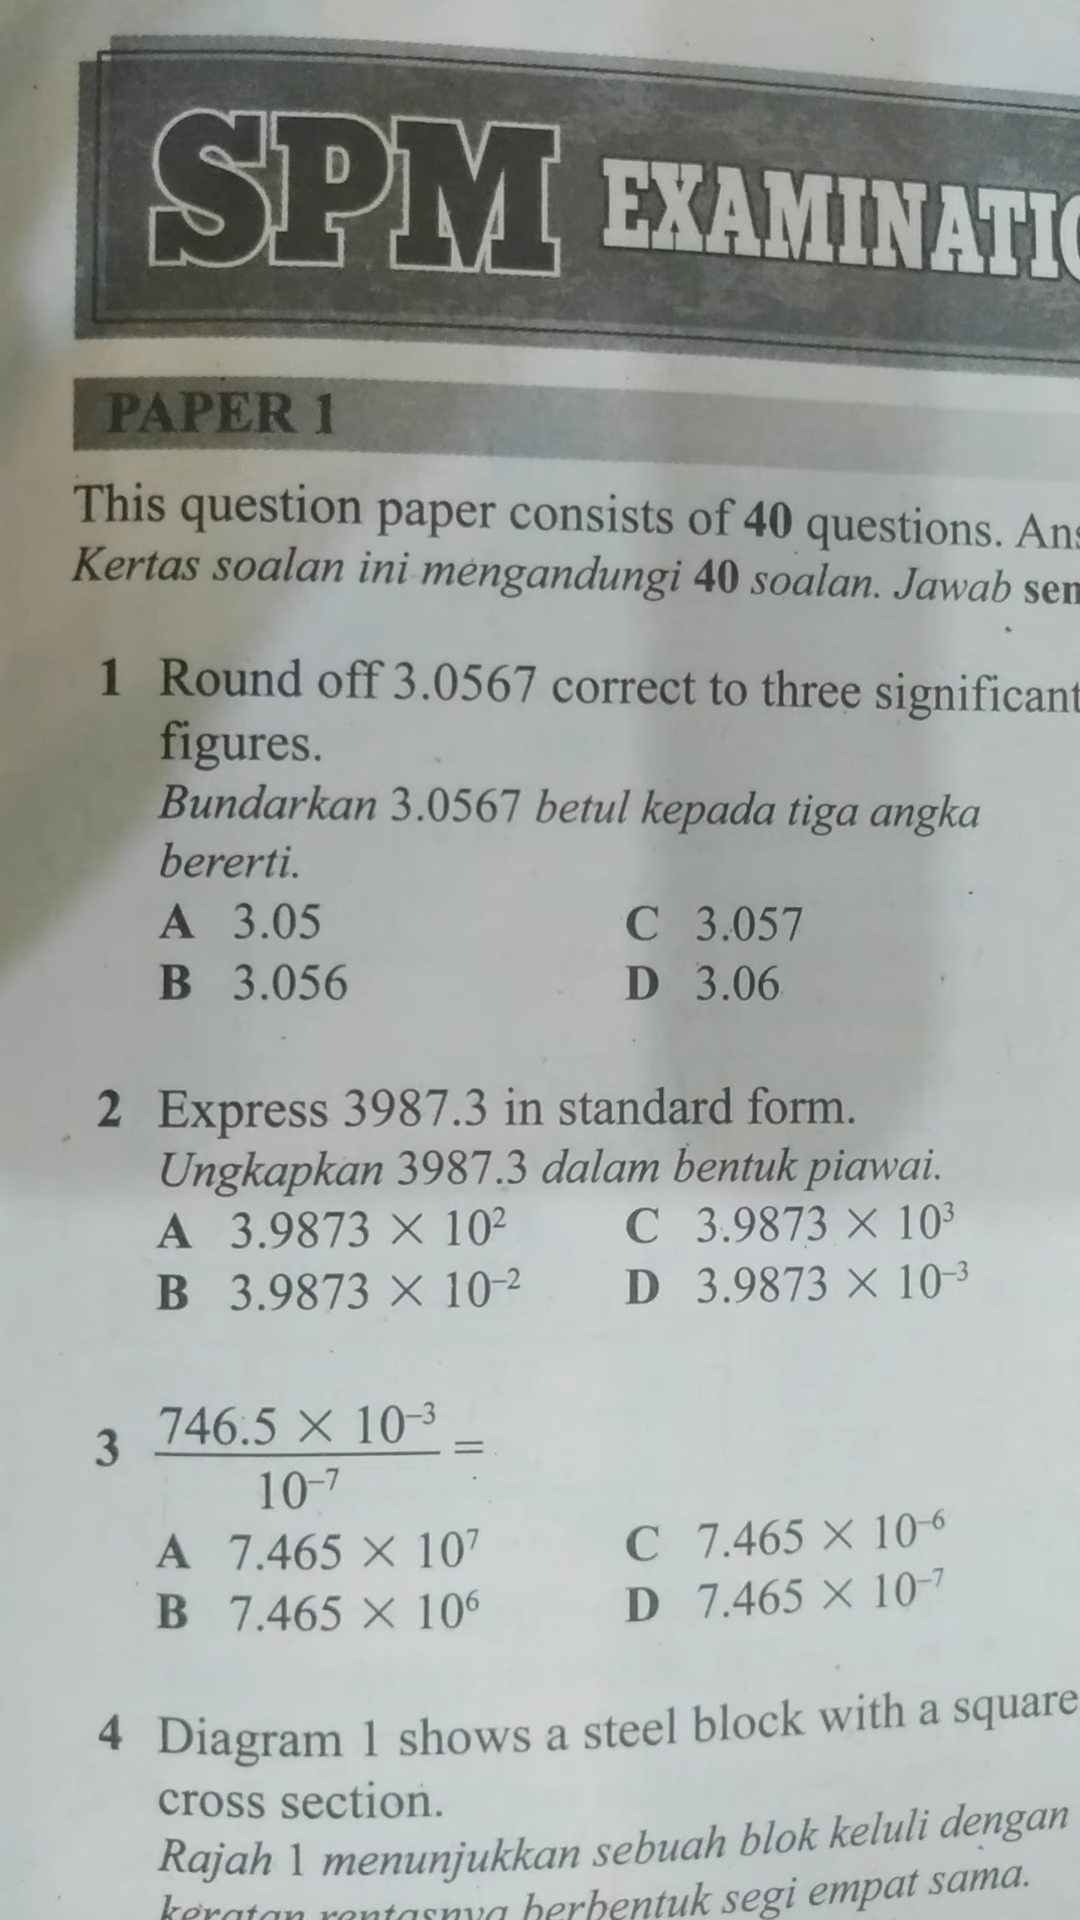 SPM EXAMINATIO
PAPER 1
This question paper consists of 40 questions. Ans
Kertas soalan ini mengandungi 40 soalan. Jawab sem
1 Round off 3.0567 correct to three significant
figures.
Bundarkan 3.0567 betul kepada tiga angka
bererti.
A 3.05 C 3.057
B 3.056 D 3.06
2 Express 3987.3 in standard form.
Ungkapkan 3987.3 dalam bentuk piawai.
A 3.9873 × 10² C 3.9873 × 10³
B 3.9873 × 10⁻² D 3.9873 × 10⁻³
746.5 × 10⁻³
3 =
10⁻⁷
A 7.465 × 10⁷ C 7.465 × 10⁻⁶
B 7.465 × 10⁶ D 7.465 × 10⁻⁷
4 Diagram 1 shows a steel block with a square
cross section.
Rajah 1 menunjukkan sebuah blok keluli dengan
keratan rentasnya berbentuk segi empat sama.